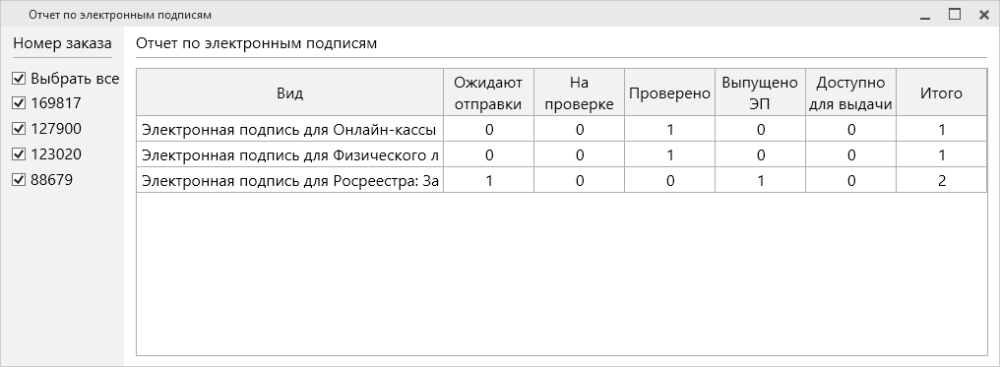 Отчет по электронным подписям
Номер заказа
Выбрать все
169817
127900
123020
88679
Отчет по электронным подписям
Вид
Ожидают
отправки
На
проверке
Проверено
Выпущено
ЭП
Доступно
для выдачи
Итого
Электронная подпись для Онлайн-кассы 0 0 1 0 0 1
Электронная подпись для Физического л 0 0 1 0 0 1
Электронная подпись для Росреестра: За 1 0 0 1 0 2